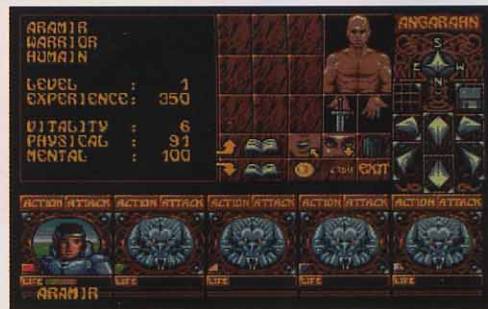 ARAMIR
WARRIOR
HUMAIN
LEVEL : 1
EXPERIENCE: 350
VITALITY : 6
PHYSICAL : 91
MENTAL : 100
ANGARAHN
S
E W
N
EXIT
ACTION ATTACK ACTION ATTACK ACTION ATTACK ACTION ATTACK ACTION ATTACK
LIFE LIFE LIFE LIFE LIFE
ARAMIR